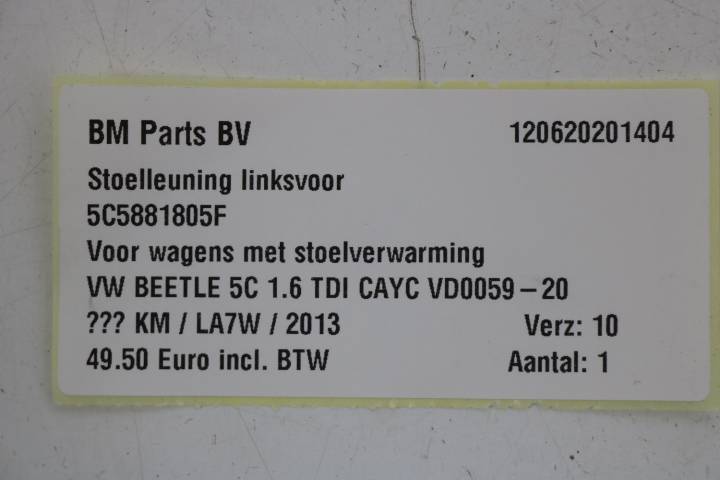 BM Parts BV 120620201404
Stoelleuning linksvoor
5C5881805F
Voor wagens met stoelverwarming
VW BEETLE 5C 1.6 TDI CAYC VD0059-20
??? KM / LA7W / 2013 Verz: 10
49.50 Euro incl. BTW Aantal: 1